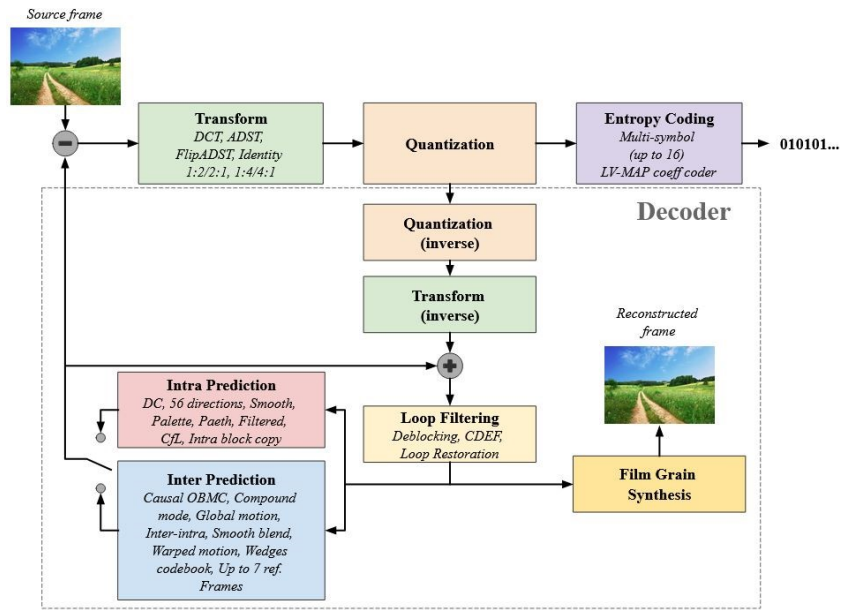 Source frame
Transform
DCT, ADST,
FlipADST, Identity
1:2/2:1, 1:4/4:1
Quantization
Entropy Coding
Multi-symbol
(up to 16)
LV-MAP coeff coder
010101...
Decoder
Quantization
(inverse)
Transform
(inverse)
Reconstructed
frame
Intra Prediction
DC, 56 directions, Smooth,
Palette, Paeth, Filtered,
CfL, Intra block copy
Loop Filtering
Deblocking, CDEF,
Loop Restoration
Inter Prediction
Causal OBMC, Compound
mode, Global motion,
Inter-intra, Smooth blend,
Warped motion, Wedges
codebook, Up to 7 ref.
Frames
Film Grain
Synthesis